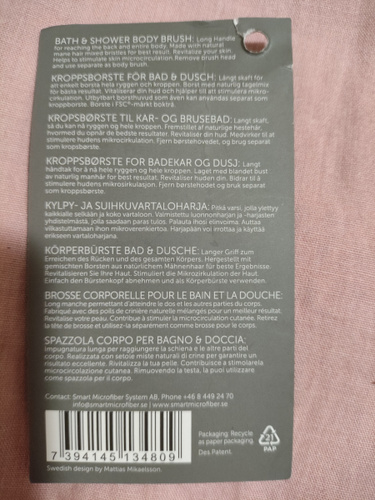 BATH & SHOWER BODY BRUSH: Long Handle
for reaching the back and entire body. Made with natural
mane hair mixed bristles for best result. Revitalize your skin.
Helps to stimulate skin microcirculation. Remove brush head
and use separate as body brush.
KROPPSBORSTE FÖR BAD & DUSCH: Långt skaft för
att enkelt borsta hela ryggen och kroppen. Borst med naturlig tagelmix
för bästa resultat. Vitaliserar din hud och hjälper till att stimulera mikro-
cirkulationen. Utbytbart borsthuvud som även kan användas separat som
kroppborste. Borste i FSC®-märkt bokträ.
KROPSBØRSTE TIL KAR- OG BRUSEBAD: Langt skaft,
så du kan nå ryggen og hele kroppen. Fremstillet af naturlige hestehår,
hvormed du opnår de bedste resultater. Revitaliser din hud. Medvirker til at
stimulere hudens mikrocirkulation. Fjern børstehovedet, og brug separat
som kropsbørste.
KROPPSBØRSTE FOR BADEKAR OG DUSJ: Langt
håndtak for å nå hele ryggen og hele kroppen. Laget med blandet bust
av naturlig manhår for best resultat. Revitaliser huden din. Bidrar til å
stimulere hudens mikrosirkulasjon. Fjern børstehodet og bruk separat
som kroppsbørste.
KYLPY- JA SUIHKUVARTALOHARJA: Pitkä varsi, jolla ylettyy
kaikkialle selkään ja koko vartaloon. Valmistettu luonnonharjan ja -harjasten
yhdistelmästä, jolla saadaan paras tulos. Palauta ihosi elinvoima. Auttaa
vilkastuttamaan ihon mikroverenkiertoa. Harjapään voi irrottaa ja käyttää
erikseen vartaloharjana.
KÖRPERBÜRSTE BAD & DUSCHE: Langer Griff zum
Erreichen des Rücken und des gesamten Körpers. Hergestellt mit
gemischten Borsten aus natürlichem Mähnenhaar für beste Ergebnisse.
Revitalisieren Sie Ihre Haut. Stimuliert die Mikrozirkulation der Haut.
Einfach den Bürstenkopf abnehmen und als Körperbürste verwenden.
BROSSE CORPORELLE POUR LE BAIN ET LA DOUCHE:
Long manche permettant d'atteindre le dos et les autres parties du corps.
Fabriqué avec des poils de crinière naturelle mélangés pour un meilleur résultat.
Revitalise votre peau. Contribue à stimuler la microcirculation cutanée. Retirez
la tête de brosse et utilisez-la séparément comme brosse pour le corps.
SPAZZOLA CORPO PER BAGNO & DOCCIA:
Impugnatura lunga per raggiungere la schiena e le altre parti del
corpo. Realizzata con setole miste naturali di crine per garantire un
risultato eccellente. Rivitalizza la tua pelle. Contribuisce a stimolarela
microcircolazione cutanea. Rimuovendo la testa, la puoi utilizzare
come spazzola per il corpo.
Contact: Smart Microfiber System AB, Phone +46 8 449 24 70
info@smartmicrofiber.se | smartmicrofiber.se
7 394145 134809
Packaging: Recycle
as paper packaging.
Des.Patent.
21
PAP
Swedish design by Mattias Mikaelsson.